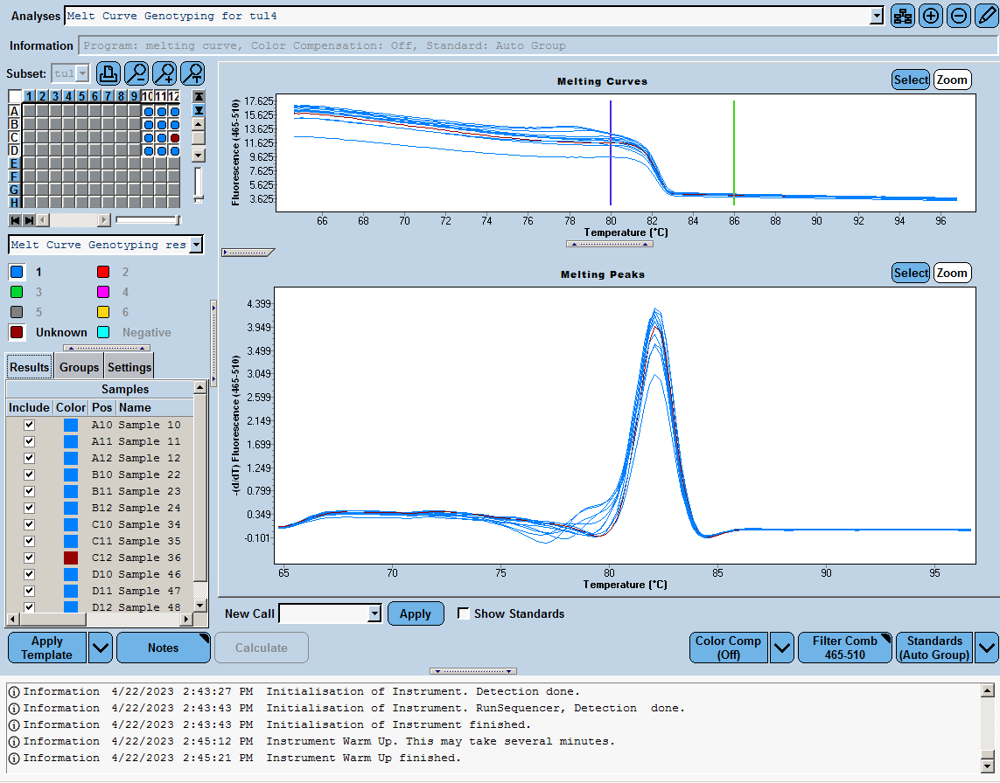 Analyses Melt Curve Genotyping for tul4
Information Program: melting curve, Color Compensation: Off, Standard: Auto Group
Subset: tul
1 2 3 4 5 6 7 8 9 10 11 12
A
B
C
D
E
F
G
H
Melt Curve Genotyping res
1 2
3 4
5 6
Unknown Negative
Results Groups Settings
Samples
Include Color Pos Name
A10 Sample 10
A11 Sample 11
A12 Sample 12
B10 Sample 22
B11 Sample 23
B12 Sample 24
C10 Sample 34
C11 Sample 35
C12 Sample 36
D10 Sample 46
D11 Sample 47
D12 Sample 48
Melting Curves
Select Zoom
Fluorescence (465-510)
17.625
15.625
13.625
11.625
9.625
7.625
5.625
3.625
66 68 70 72 74 76 78 80 82 84 86 88 90 92 94 96
Temperature (°C)
Melting Peaks
Select Zoom
-(d/dT) Fluorescence (465-510)
4.399
3.949
3.499
3.049
2.599
2.149
1.699
1.249
0.799
0.349
-0.101
65 70 75 80 85 90 95
Temperature (°C)
New Call Apply Show Standards
Apply
Template
Notes
Calculate
Color Comp
(Off)
Filter Comb
465-510
Standards
(Auto Group)
Information 4/22/2023 2:43:27 PM Initialisation of Instrument. Detection done.
Information 4/22/2023 2:43:43 PM Initialisation of Instrument. RunSequencer, Detection done.
Information 4/22/2023 2:43:43 PM Initialisation of Instrument finished.
Information 4/22/2023 2:45:12 PM Instrument Warm Up. This may take several minutes.
Information 4/22/2023 2:45:21 PM Instrument Warm Up finished.